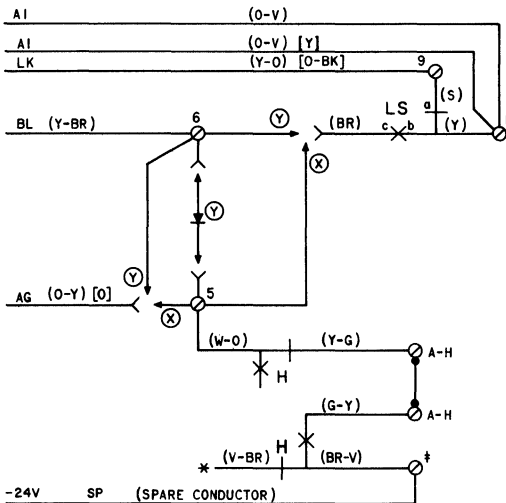 AI (O-V)
AI (O-V) [Y]
LK (Y-O) [O-BK] 9
LS a (S)
BL (Y-BR) 6 Y (BR) c b (Y)
X
Y
Y
AG (O-Y) [O] X 5
(W-O) (Y-G) A-H
H
(G-Y) A-H
* (V-BR) H (BR-V) ‡
-24V SP (SPARE CONDUCTOR)